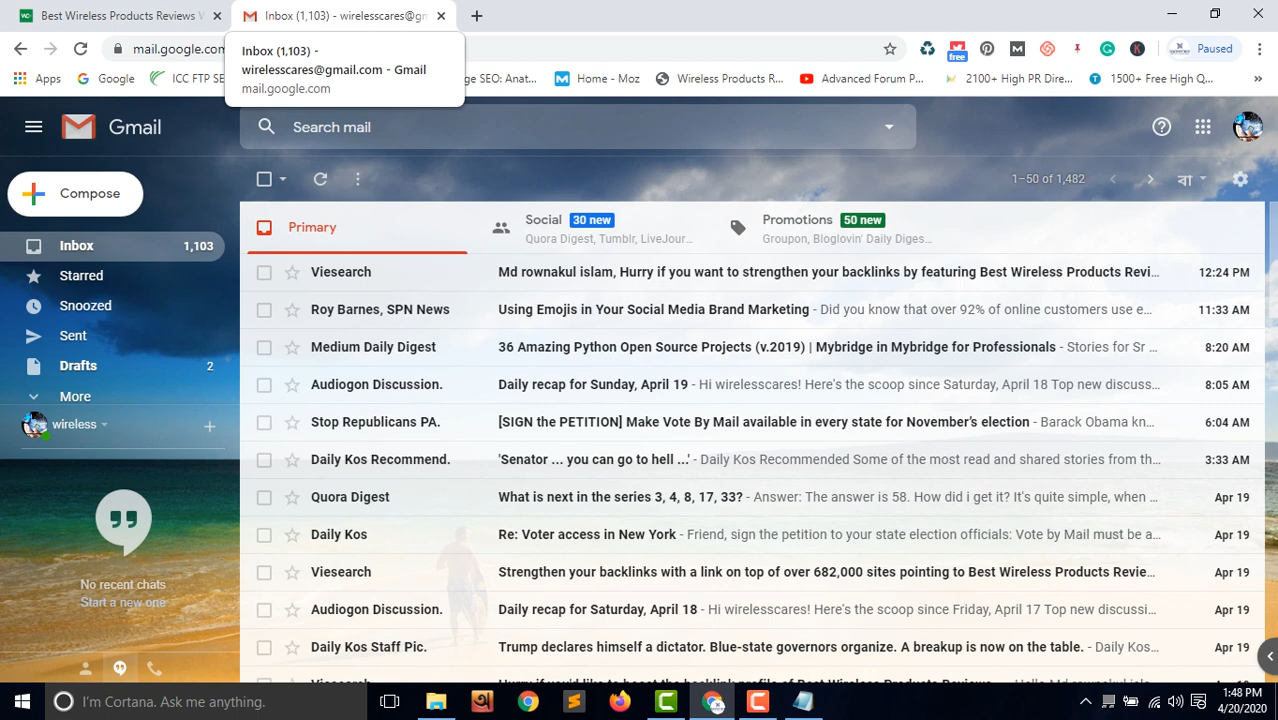 Best Wireless Products Reviews W
Inbox (1,103) - wirelesscares@gm
mail.google.com
Inbox (1,103) -
wirelesscares@gmail.com - Gmail
mail.google.com
free
Paused
Apps
Google
ICC FTP SE
ge SEO: Anat...
Home - Moz
Wireless Products R...
Advanced Forum P...
2100+ High PR Dire...
1500+ Free High Q...
Gmail
Search mail
Compose
1–50 of 1,482
বা
Primary
Social 30 new
Quora Digest, Tumblr, LiveJour...
Promotions 50 new
Groupon, Bloglovin' Daily Diges...
Inbox 1,103
Starred
Snoozed
Sent
Drafts 2
More
wireless
No recent chats
Start a new one
Viesearch Md rownakul islam, Hurry if you want to strengthen your backlinks by featuring Best Wireless Products Revi... 12:24 PM
Roy Barnes, SPN News Using Emojis in Your Social Media Brand Marketing - Did you know that over 92% of online customers use e... 11:33 AM
Medium Daily Digest 36 Amazing Python Open Source Projects (v.2019) | Mybridge in Mybridge for Professionals - Stories for Sr ... 8:20 AM
Audiogon Discussion. Daily recap for Sunday, April 19 - Hi wirelesscares! Here's the scoop since Saturday, April 18 Top new discuss... 8:05 AM
Stop Republicans PA. [SIGN the PETITION] Make Vote By Mail available in every state for November's election - Barack Obama kn... 6:04 AM
Daily Kos Recommend. 'Senator ... you can go to hell ...' - Daily Kos Recommended Some of the most read and shared stories from th... 3:33 AM
Quora Digest What is next in the series 3, 4, 8, 17, 33? - Answer: The answer is 58. How did i get it? It's quite simple, when ... Apr 19
Daily Kos Re: Voter access in New York - Friend, sign the petition to your state election officials: Vote by Mail must be a... Apr 19
Viesearch Strengthen your backlinks with a link on top of over 682,000 sites pointing to Best Wireless Products Revie... Apr 19
Audiogon Discussion. Daily recap for Saturday, April 18 - Hi wirelesscares! Here's the scoop since Friday, April 17 Top new discussi... Apr 19
Daily Kos Staff Pic. Trump declares himself a dictator. Blue-state governors organize. A breakup is now on the table. - Daily Kos... Apr 19
I'm Cortana. Ask me anything.
1:48 PM
4/20/2020